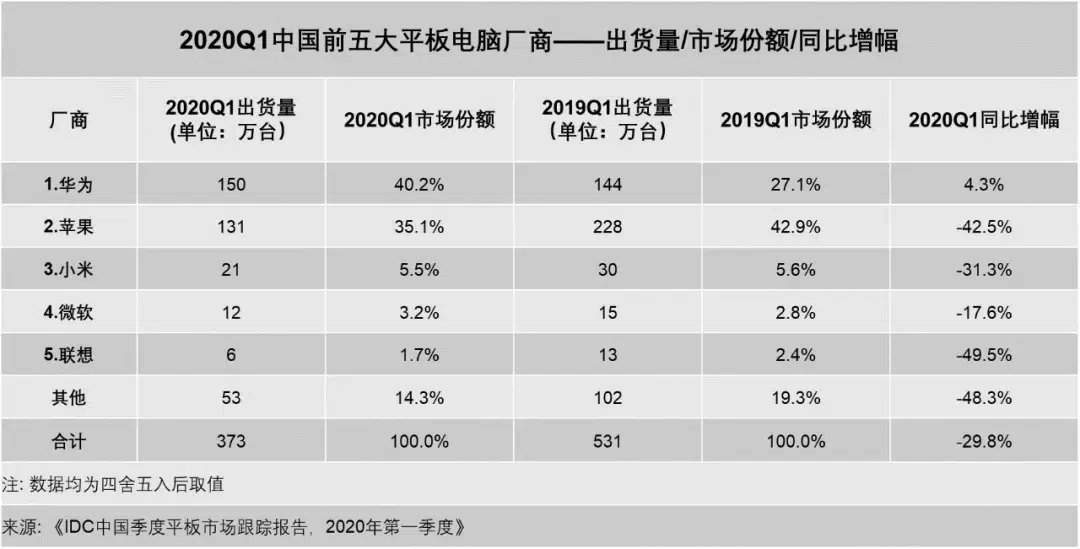 2020Q1中国前五大平板电脑厂商——出货量/市场份额/同比增幅
厂商 2020Q1出货量 (单位：万台） 2020Q1市场份额 2019Q1出货量 （单位：万台） 2019Q1市场份额 2020Q1同比增幅
1.华为 150 40.2% 144 27.1% 4.3%
2.苹果 131 35.1% 228 42.9% -42.5%
3.小米 21 5.5% 30 5.6% -31.3%
4.微软 12 3.2% 15 2.8% -17.6%
5.联想 6 1.7% 13 2.4% -49.5%
其他 53 14.3% 102 19.3% -48.3%
合计 373 100.0% 531 100.0% -29.8%
注: 数据均为四舍五入后取值
来源: 《IDC中国季度平板市场跟踪报告，2020年第一季度》